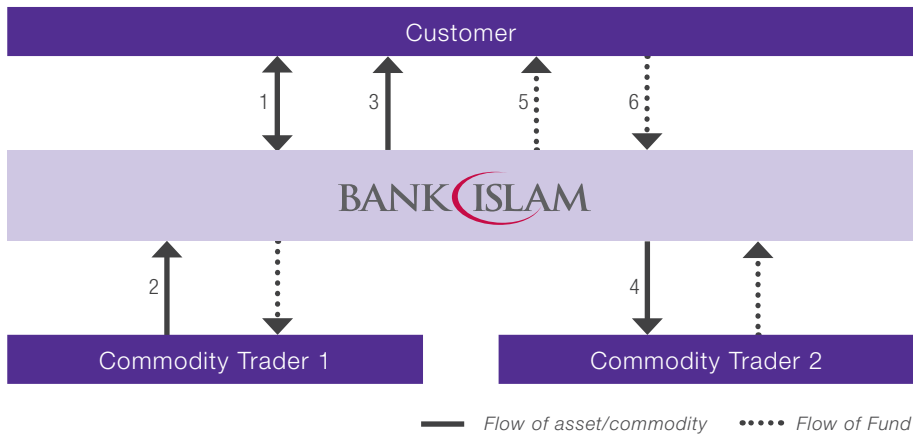 Customer
1
3
5
6
BANK ISLAM
2
4
Commodity Trader 1
Commodity Trader 2
Flow of asset/commodity
Flow of Fund